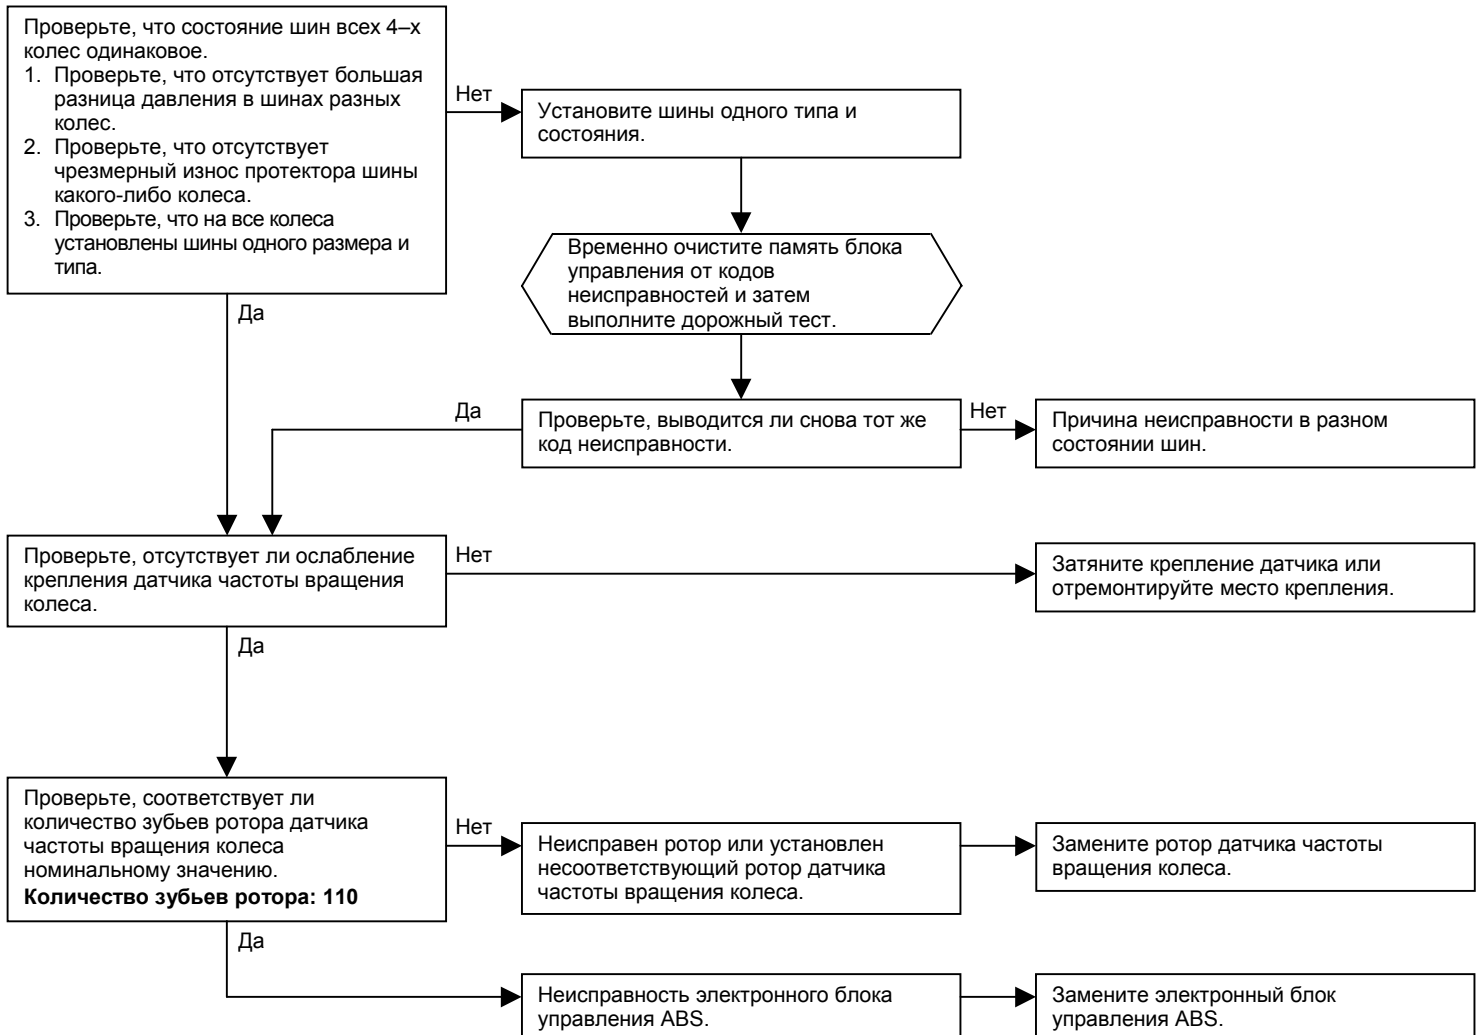 Проверьте, что состояние шин всех 4–х
колес одинаковое.
1. Проверьте, что отсутствует большая
разница давления в шинах разных
колес.
2. Проверьте, что отсутствует
чрезмерный износ протектора шины
какого-либо колеса.
3. Проверьте, что на все колеса
установлены шины одного размера и
типа.
Нет
Установите шины одного типа и
состояния.
Временно очистите память блока
управления от кодов
неисправностей и затем
выполните дорожный тест.
Да
Да
Проверьте, выводится ли снова тот же
код неисправности.
Нет
Причина неисправности в разном
состоянии шин.
Проверьте, отсутствует ли ослабление
крепления датчика частоты вращения
колеса.
Нет
Затяните крепление датчика или
отремонтируйте место крепления.
Да
Проверьте, соответствует ли
количество зубьев ротора датчика
частоты вращения колеса
номинальному значению.
Количество зубьев ротора: 110
Нет
Неисправен ротор или установлен
несоответствующий ротор датчика
частоты вращения колеса.
Замените ротор датчика частоты
вращения колеса.
Да
Неисправность электронного блока
управления ABS.
Замените электронный блок
управления ABS.